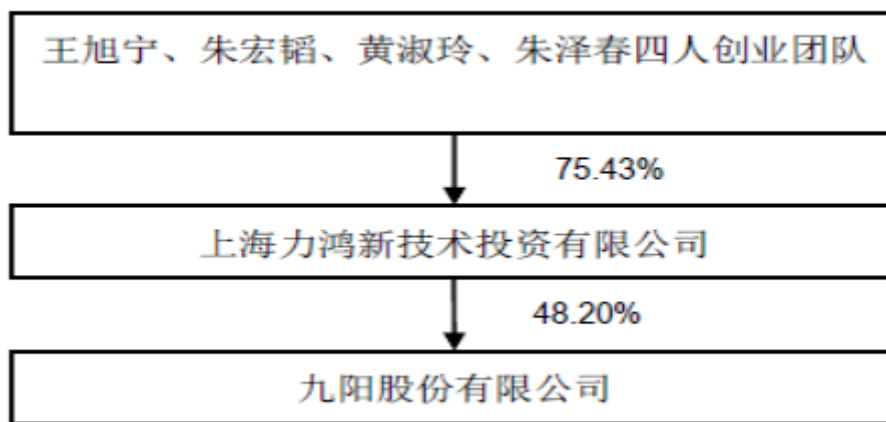 王旭宁、朱宏韬、黄淑玲、朱泽春四人创业团队
75.43%
上海力鸿新技术投资有限公司
48.20%
九阳股份有限公司